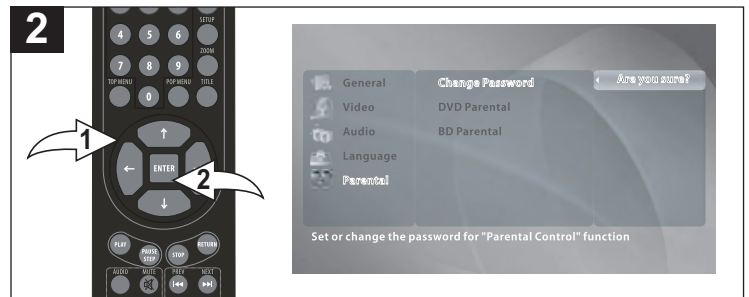 2
SETUP
4 5 6
ZOOM
7 8 9
TOP MENU POP MENU TITLE
0
1
ENTER
2
PLAY PAUSE STEP STOP RETURN
AUDIO MUTE PREV NEXT
General
Video
Audio
Language
Parental
Change Password
DVD Parental
BD Parental
Are you sure?
Set or change the password for "Parental Control" function